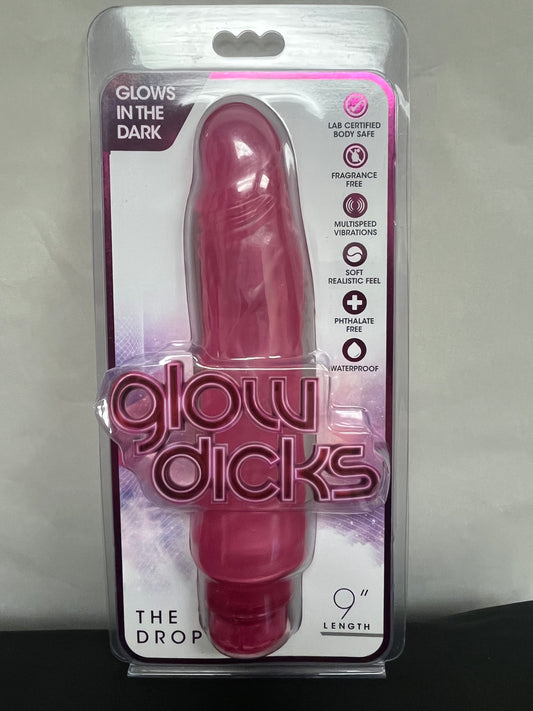 GLOWS
IN THE
DARK
LAB CERTIFIED
BODY SAFE
FRAGRANCE
FREE
MULTISPEED
VIBRATIONS
SOFT
REALISTIC FEEL
PHTHALATE
FREE
WATERPROOF
glow
dicks
THE
DROP
9"
LENGTH